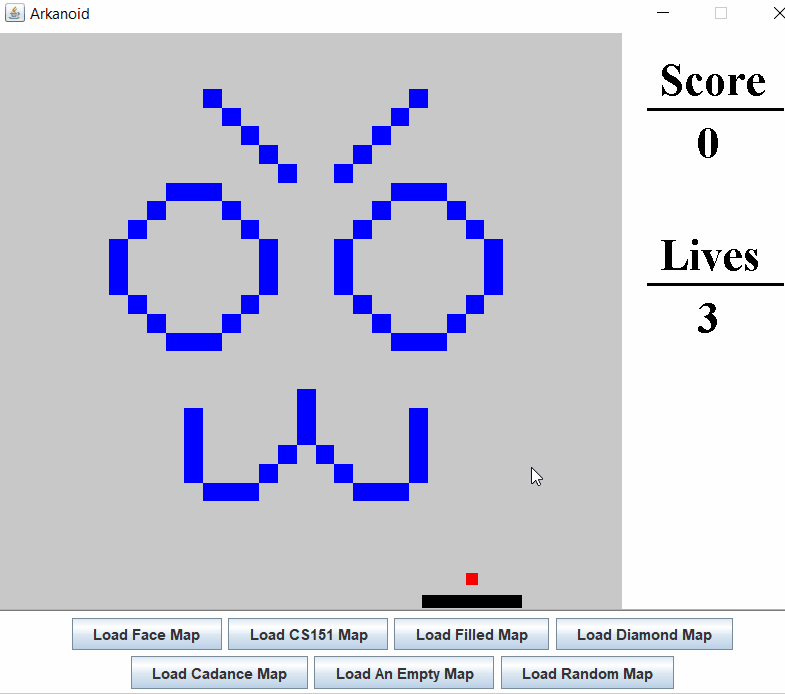 Arkanoid
Score
0
Lives
3
Load Face Map
Load CS151 Map
Load Filled Map
Load Diamond Map
Load Cadance Map
Load An Empty Map
Load Random Map